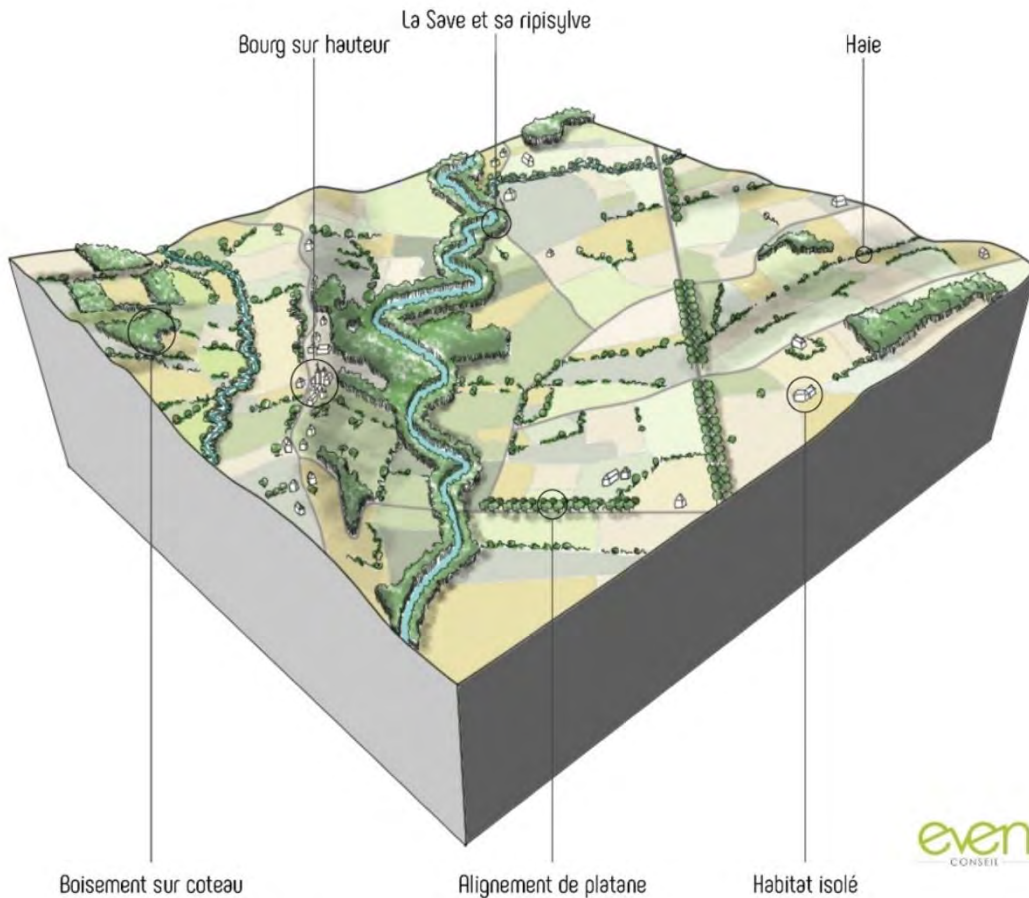 La Save et sa ripisylve
Bourg sur hauteur
Haie
even
CONSEIL
Boisement sur coteau
Alignement de platane
Habitat isolé